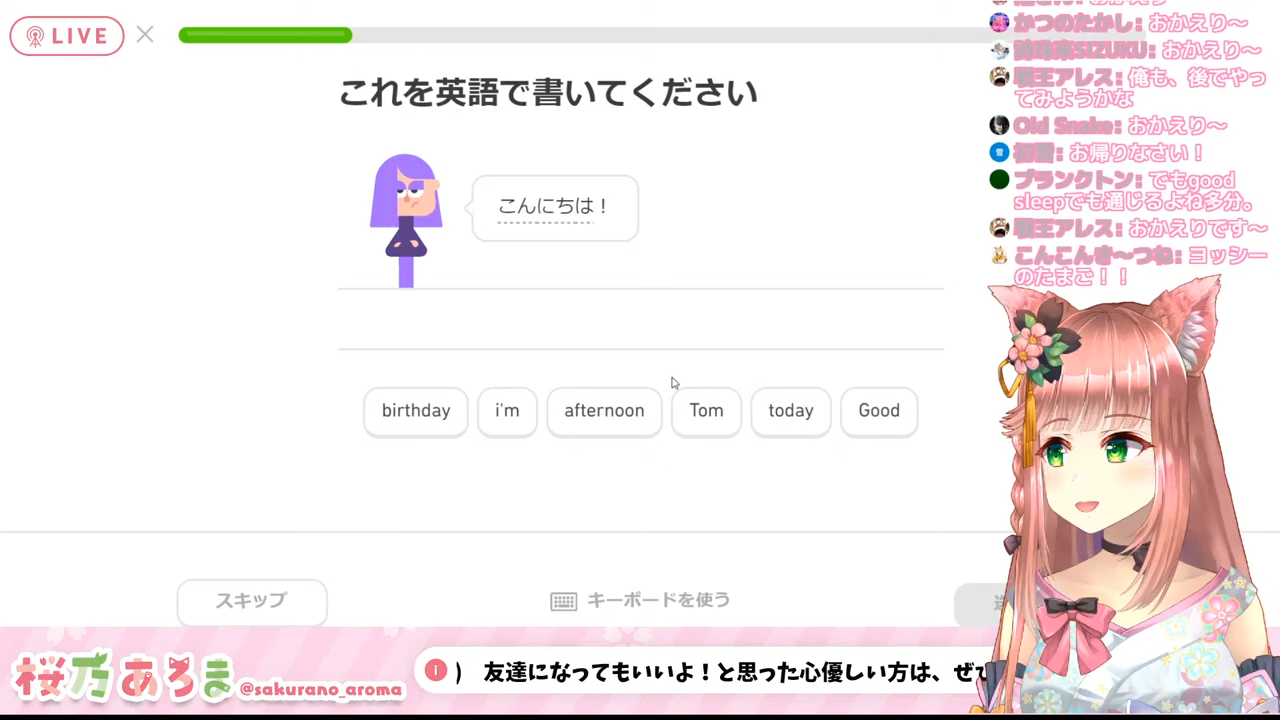 LIVE
これを英語で書いてください
こんにちは！
birthday i'm afternoon Tom today Good
スキップ
キーボードを使う
かつのたかし: おかえり〜
SIZUKU: おかえり〜
覇王アレス: 俺も、後でやっ
てみようかな
Old Snake: おかえり〜
初雪: お帰りなさい！
プランクトン: でもgood
sleepでも通じるよね多分。
覇王アレス: おかえりです〜
こんこんき〜つね: ヨッシー
のたまご！！
桜乃あろま @sakurano_aroma
） 友達になってもいいよ！と思った心優しい方は、ぜひ